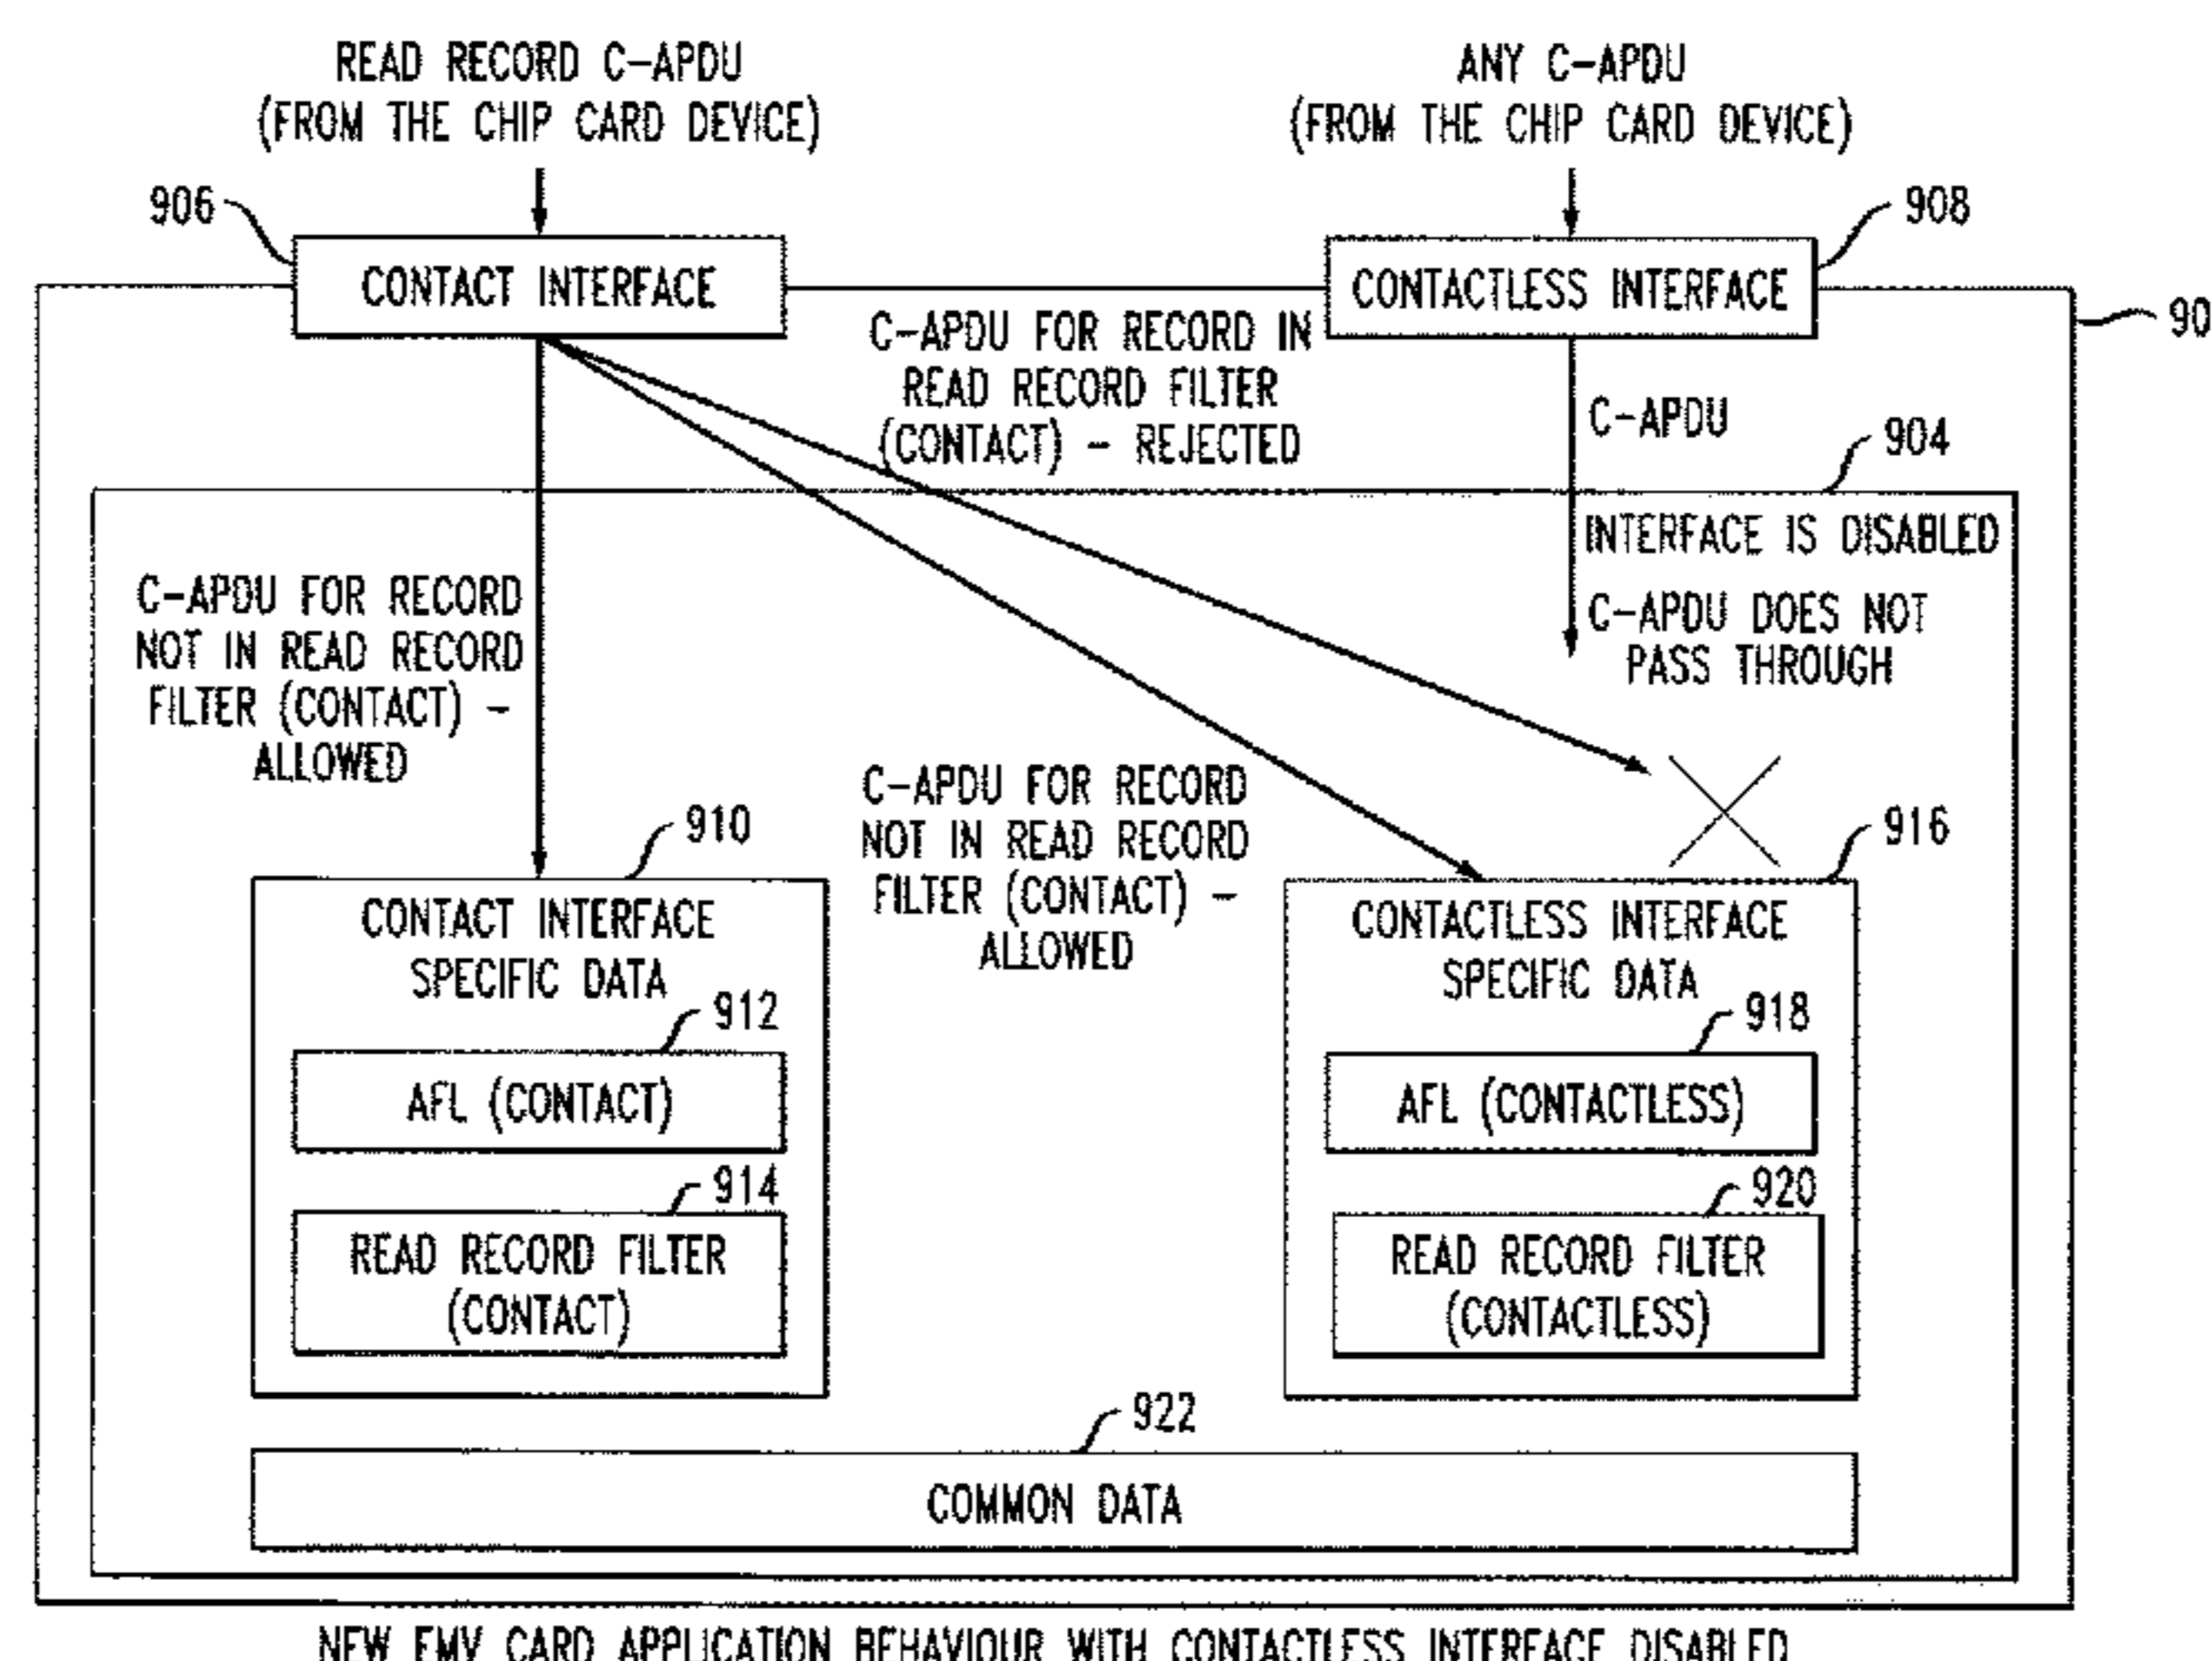 READ RECORD C-APDU
(FROM THE CHIP CARD DEVICE)
ANY C-APDU
(FROM THE CHIP CARD DEVICE)
906
908
CONTACT INTERFACE
CONTACTLESS INTERFACE
90
C-APDU FOR RECORD IN
READ RECORD FILTER
(CONTACT) - REJECTED
C-APDU
904
INTERFACE IS DISABLED
C-APDU DOES NOT
PASS THROUGH
C-APDU FOR RECORD
NOT IN READ RECORD
FILTER (CONTACT) -
ALLOWED
C-APDU FOR RECORD
NOT IN READ RECORD
FILTER (CONTACT) -
ALLOWED
910
916
CONTACT INTERFACE
SPECIFIC DATA
912
AFL (CONTACT)
914
READ RECORD FILTER
(CONTACT)
CONTACTLESS INTERFACE
SPECIFIC DATA
918
AFL (CONTACTLESS)
920
READ RECORD FILTER
(CONTACTLESS)
922
COMMON DATA
NEW EMV CARD APPLICATION BEHAVIOUR WITH CONTACTLESS INTERFACE DISABLED